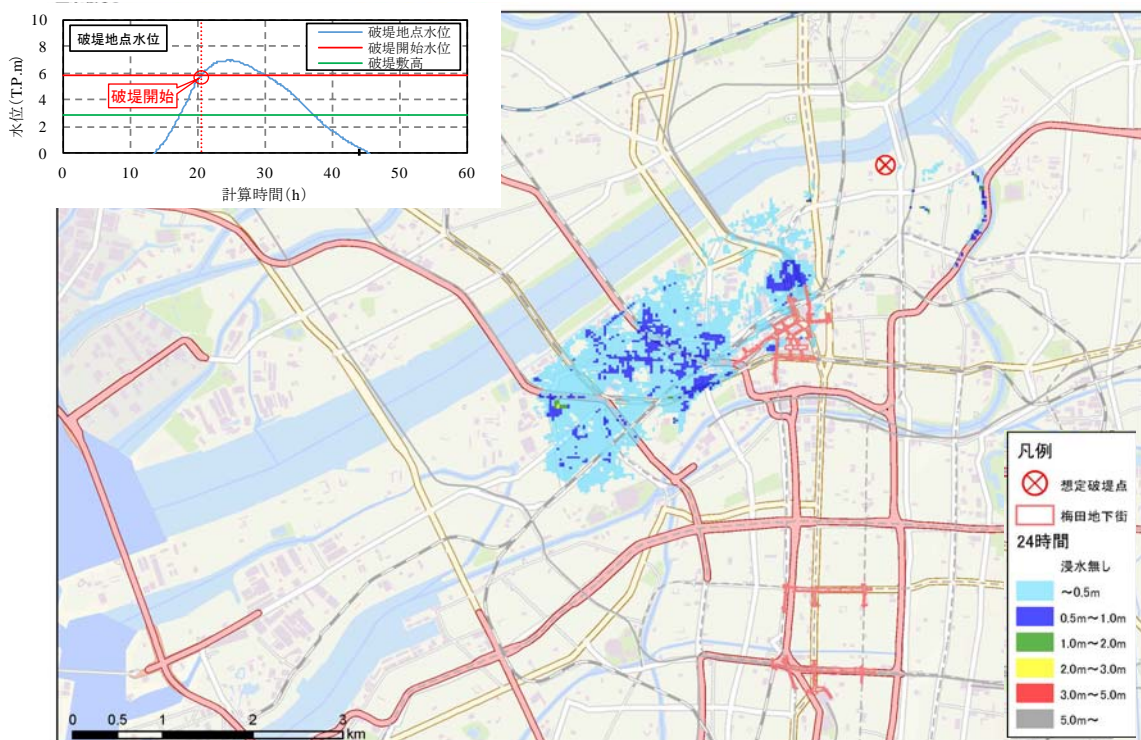 破堤地点水位
破堤地点水位
破堤開始水位
破堤敷高
破堤開始
水位(T.P.m)
10
8
6
4
2
0
0 10 20 30 40 50 60
計算時間(h)
凡例
想定破堤点
梅田地下街
24時間
浸水無し
~0.5m
0.5m~1.0m
1.0m~2.0m
2.0m~3.0m
3.0m~5.0m
5.0m~
0 0.5 1 2 3
km